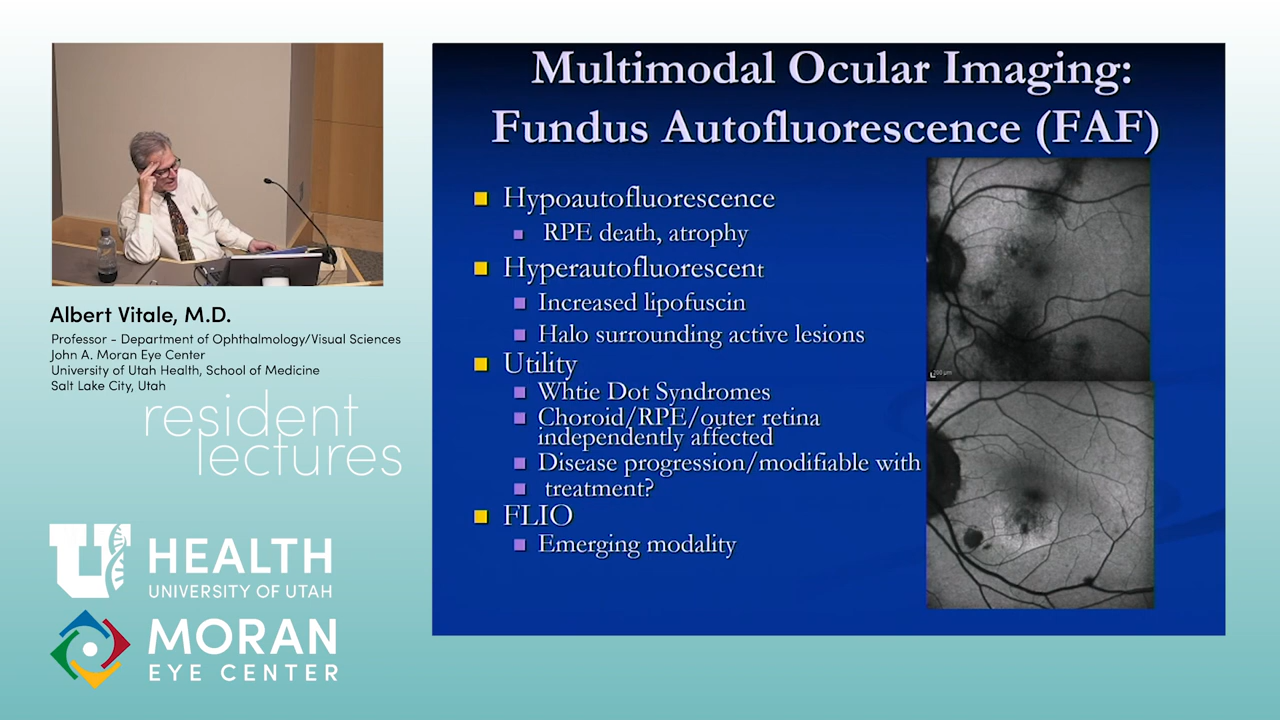 Multimodal Ocular Imaging:
Fundus Autofluorescence (FAF)
Hypoautofluorescence
RPE death, atrophy
Hyperautofluorescent
Increased lipofuscin
Halo surrounding active lesions
Utility
Whtie Dot Syndromes
Choroid/RPE/outer retina
independently affected
Disease progression/modifiable with
treatment?
FLIO
Emerging modality
200 µm
Albert Vitale, M.D.
Professor - Department of Ophthalmology/Visual Sciences
John A. Moran Eye Center
University of Utah Health, School of Medicine
Salt Lake City, Utah
resident
lectures
U HEALTH
UNIVERSITY OF UTAH
MORAN
EYE CENTER